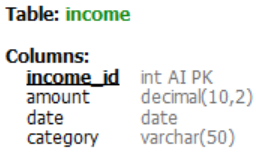 Table: income
Columns:
income_id int AI PK
amount decimal(10,2)
date date
category varchar(50)